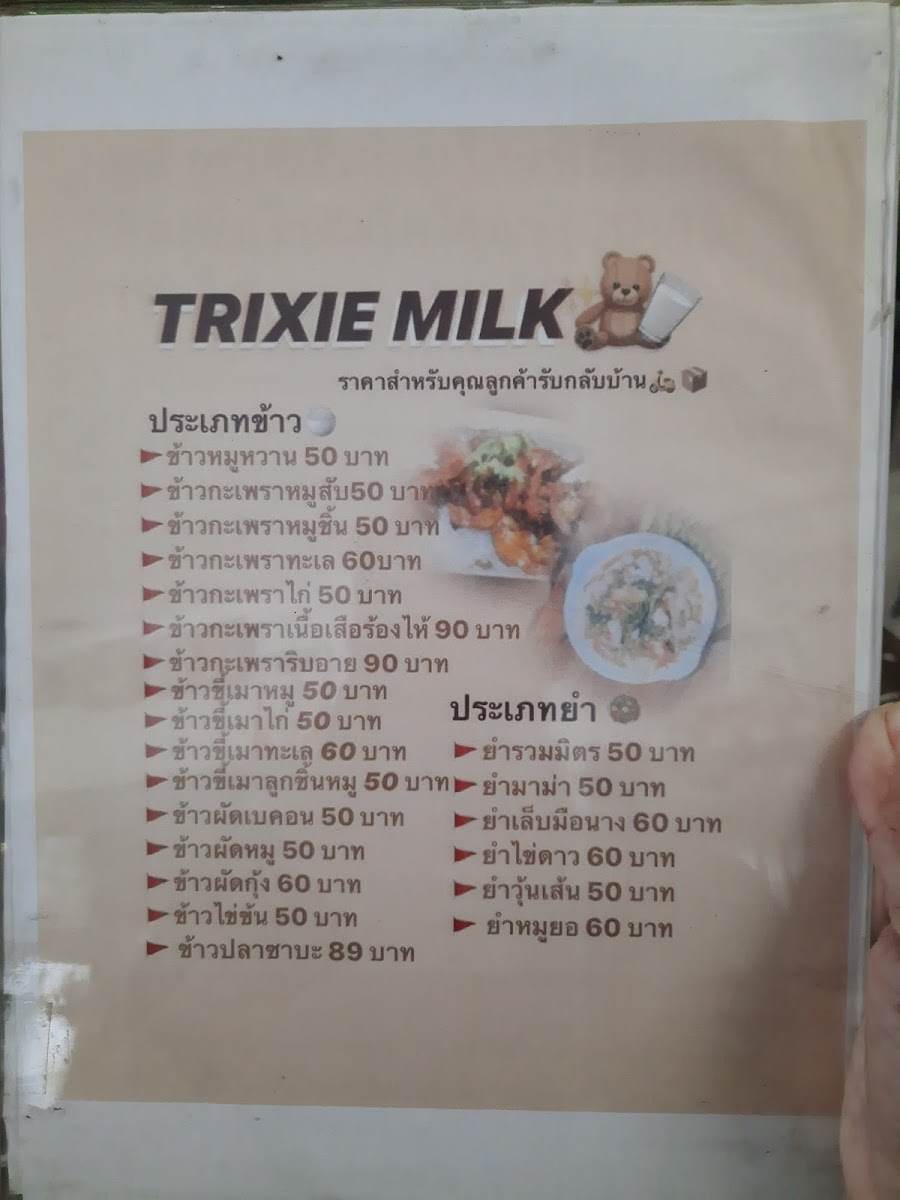 TRIXIE MILK
ราคาสำหรับคุณลูกค้ารับกลับบ้าน
ประเภทข้าว
ข้าวหมูหวาน 50 บาท
ข้าวกะเพราหมูสับ50 บาท
ข้าวกะเพราหมูชิ้น 50 บาท
ข้าวกะเพราทะเล 60บาท
ข้าวกะเพราไก่ 50 บาท
ข้าวกะเพราเนื้อเสือร้องไห้ 90 บาท
ข้าวกะเพราริบอาย 90 บาท
ข้าวขี้เมาหมู 50 บาท
ข้าวขี้เมาไก่ 50 บาท
ข้าวขี้เมาทะเล 60 บาท
ข้าวขี้เมาลูกชิ้นหมู 50 บาท
ข้าวผัดเบคอน 50 บาท
ข้าวผัดหมู 50 บาท
ข้าวผัดกุ้ง 60 บาท
ข้าวไข่ข้น 50 บาท
ข้าวปลาซาบะ 89 บาท
ประเภทยำ
ยำรวมมิตร 50 บาท
ยำมาม่า 50 บาท
ยำเล็บมือนาง 60 บาท
ยำไข่ดาว 60 บาท
ยำวุ้นเส้น 50 บาท
ยำหมูยอ 60 บาท